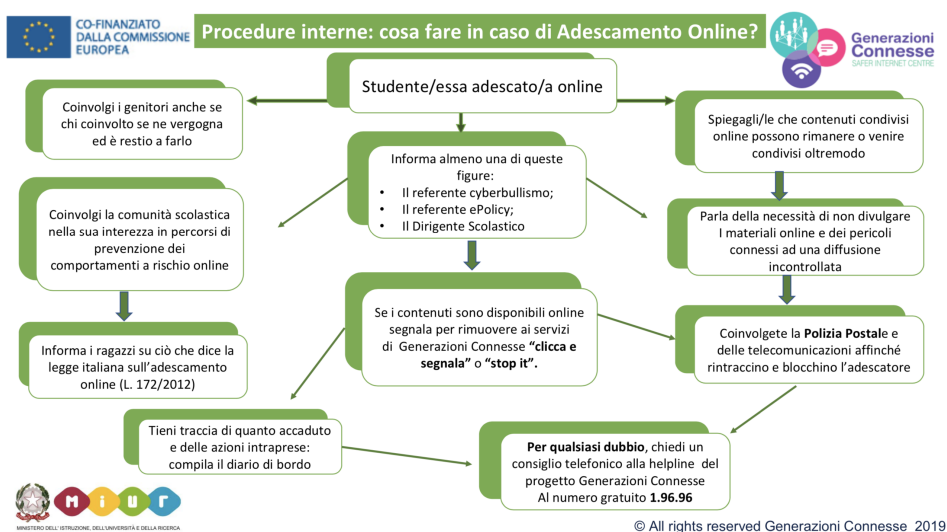 CO-FINANZIATO
DALLA COMMISSIONE
EUROPEA
Procedure interne: cosa fare in caso di Adescamento Online?
Generazioni
Connesse
SAFER INTERNET CENTRE
Studente/essa adescato/a online
Coinvolgi i genitori anche se
chi coinvolto se ne vergogna
ed è restio a farlo
Spiegagli/le che contenuti condivisi
online possono rimanere o venire
condivisi oltremodo
Informa almeno una di queste
figure:
• Il referente cyberbullismo;
• Il referente ePolicy;
• Il Dirigente Scolastico
Coinvolgi la comunità scolastica
nella sua interezza in percorsi di
prevenzione dei
comportamenti a rischio online
Parla della necessità di non divulgare
I materiali online e dei pericoli
connessi ad una diffusione
incontrollata
Se i contenuti sono disponibili online
segnala per rimuovere ai servizi
di Generazioni Connesse “clicca e
segnala” o “stop it”.
Informa i ragazzi su ciò che dice la
legge italiana sull’adescamento
online (L. 172/2012)
Coinvolgete la Polizia Postale e
delle telecomunicazioni affinché
rintraccino e blocchino l’adescatore
Tieni traccia di quanto accaduto
e delle azioni intraprese:
compila il diario di bordo
Per qualsiasi dubbio, chiedi un
consiglio telefonico alla helpline del
progetto Generazioni Connesse
Al numero gratuito 1.96.96
miur
MINISTERO DELL’ISTRUZIONE, DELL’UNIVERSITÀ E DELLA RICERCA
© All rights reserved Generazioni Connesse 2019